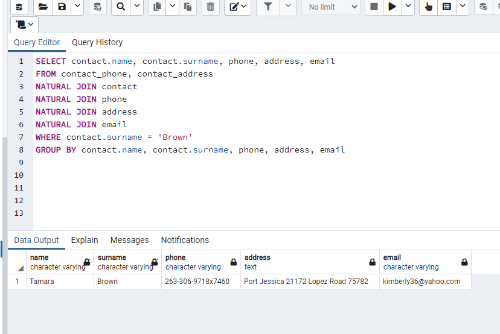 No limit
Query Editor Query History
1 SELECT contact.name, contact.surname, phone, address, email
2 FROM contact_phone, contact_address
3 NATURAL JOIN contact
4 NATURAL JOIN phone
5 NATURAL JOIN address
6 NATURAL JOIN email
7 WHERE contact.surname = 'Brown'
8 GROUP BY contact.name, contact.surname, phone, address, email
9
10
11
12
13
Data Output Explain Messages Notifications
name surname phone address email
character varying character varying character varying text character varying
1 Tamara Brown 263-306-9718x7460 Port Jessica 21172 Lopez Road 75782 kimberly36@yahoo.com